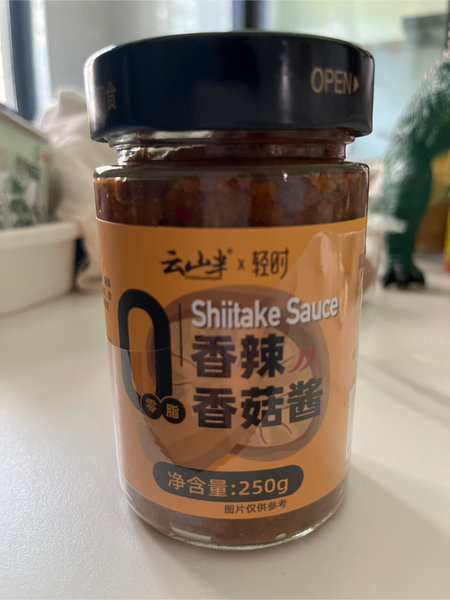 食
OPEN
云山半 x 轻时
Shiitake Sauce
0
零脂
香辣
香菇酱
净含量:250g
图片仅供参考